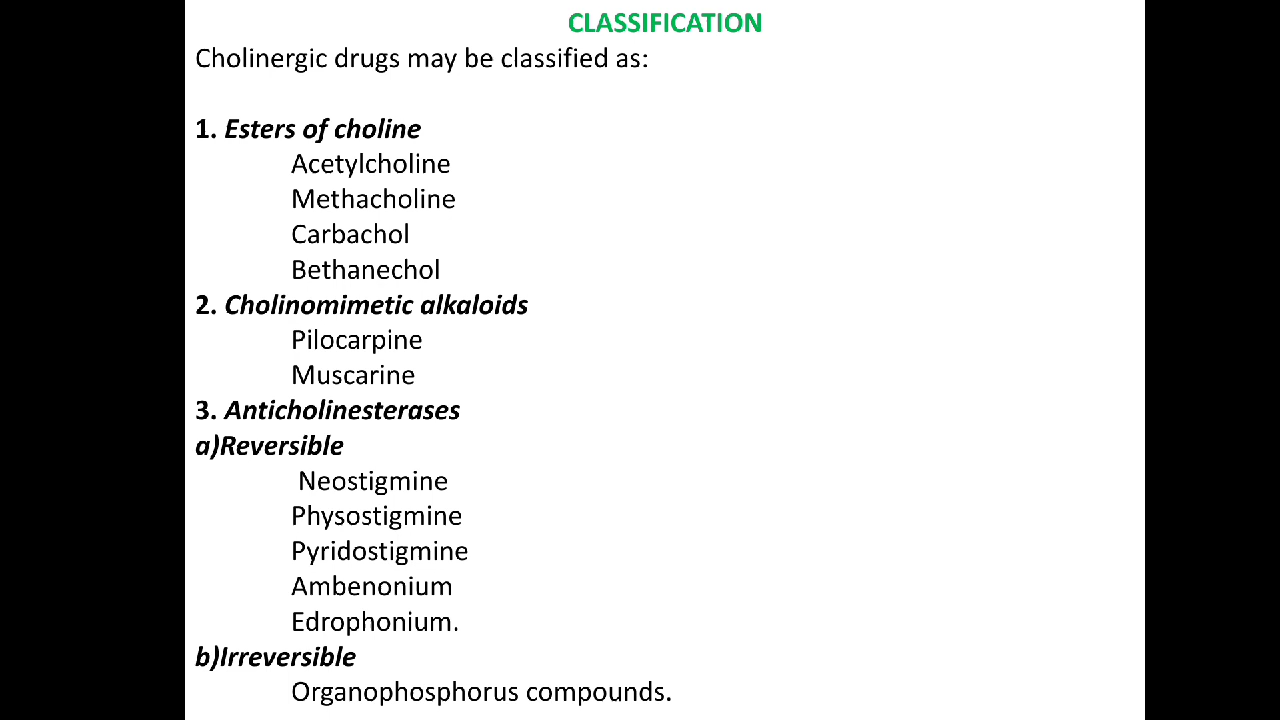 CLASSIFICATION
Cholinergic drugs may be classified as:
1. Esters of choline
Acetylcholine
Methacholine
Carbachol
Bethanechol
2. Cholinomimetic alkaloids
Pilocarpine
Muscarine
3. Anticholinesterases
a)Reversible
Neostigmine
Physostigmine
Pyridostigmine
Ambenonium
Edrophonium.
b)Irreversible
Organophosphorus compounds.